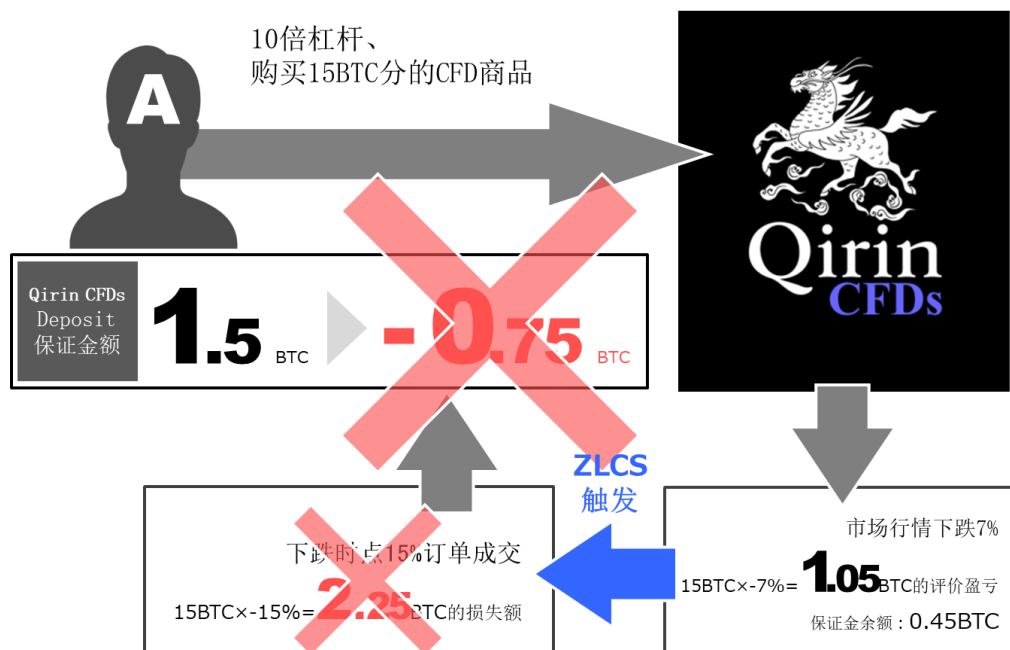 10倍杠杆、
购买15BTC分的CFD商品
A
Qirin
CFDs
Qirin CFDs
Deposit
保证金额
1.5 BTC
-0.75 BTC
ZLCS
触发
下跌时点15%订单成交
15BTC×-15%=2.25BTC的损失额
市场行情下跌7%
15BTC×-7%=1.05BTC的评价盈亏
保证金余额：0.45BTC